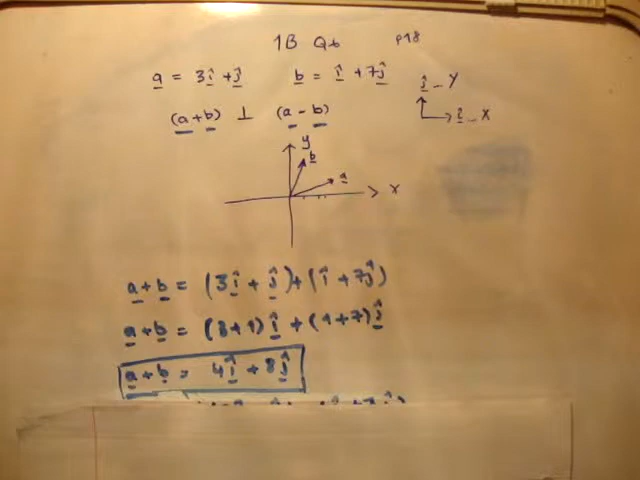 1B Q6 p18
a = 3î + ĵ b = î + 7ĵ
(a+b) ⊥ (a - b)
ĵ - y
î - x
y
b
a
x
a + b = (3î + ĵ) + (î + 7ĵ)
a + b = (3+1)î + (1+7)ĵ
a + b = 4î + 8ĵ